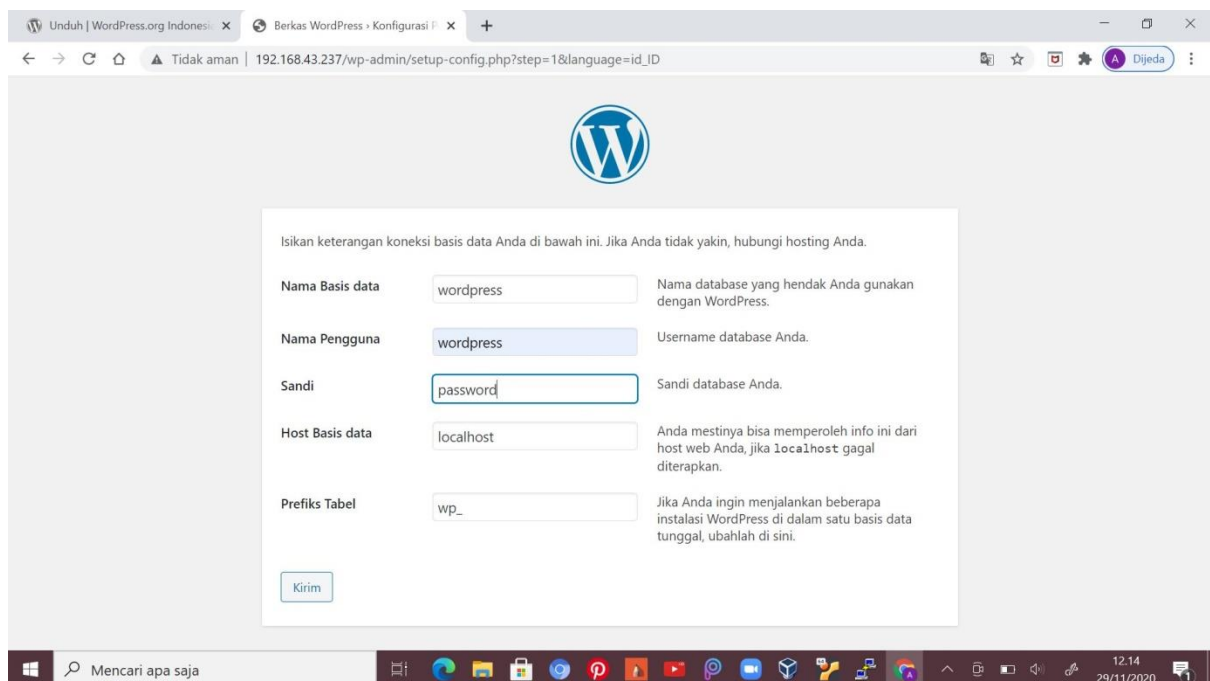 Unduh | WordPress.org Indonesi
Berkas WordPress › Konfigurasi P
Tidak aman | 192.168.43.237/wp-admin/setup-config.php?step=1&language=id_ID
A Dijeda
Isikan keterangan koneksi basis data Anda di bawah ini. Jika Anda tidak yakin, hubungi hosting Anda.
Nama Basis data
wordpress
Nama database yang hendak Anda gunakan
dengan WordPress.
Nama Pengguna
wordpress
Username database Anda.
Sandi
password
Sandi database Anda.
Host Basis data
localhost
Anda mestinya bisa memperoleh info ini dari
host web Anda, jika localhost gagal
diterapkan.
Prefiks Tabel
wp_
Jika Anda ingin menjalankan beberapa
instalasi WordPress di dalam satu basis data
tunggal, ubahlah di sini.
Kirim
Mencari apa saja
12.14
29/11/2020